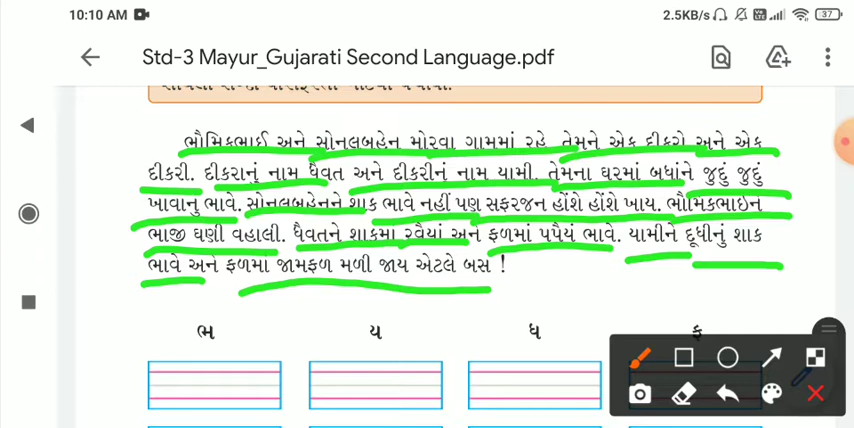 10:10 AM
2.5KB/s
37
Std-3 Mayur_Gujarati Second Language.pdf
ભૌમિકભાઈ અને સોનલબહેન મોરવા ગામમાં રહે. તેમને એક દીકરો અને એક
દીકરી. દીકરાનું નામ ધૈવત અને દીકરીનું નામ યામી. તેમના ઘરમાં બધાંને જુદું જુદું
ખાવાનું ભાવે. સોનલબહેનને શાક ભાવે નહીં પણ સફરજન હોંશે હોંશે ખાય. ભૌમિકભાઈને
ભાજી ઘણી વહાલી. ધૈવતને શાકમાં રવૈયાં અને ફળમાં પપૈયું ભાવે. યામીને દૂધીનું શાક
ભાવે અને ફળમાં જામફળ મળી જાય એટલે બસ !
ભ ય ધ ફ